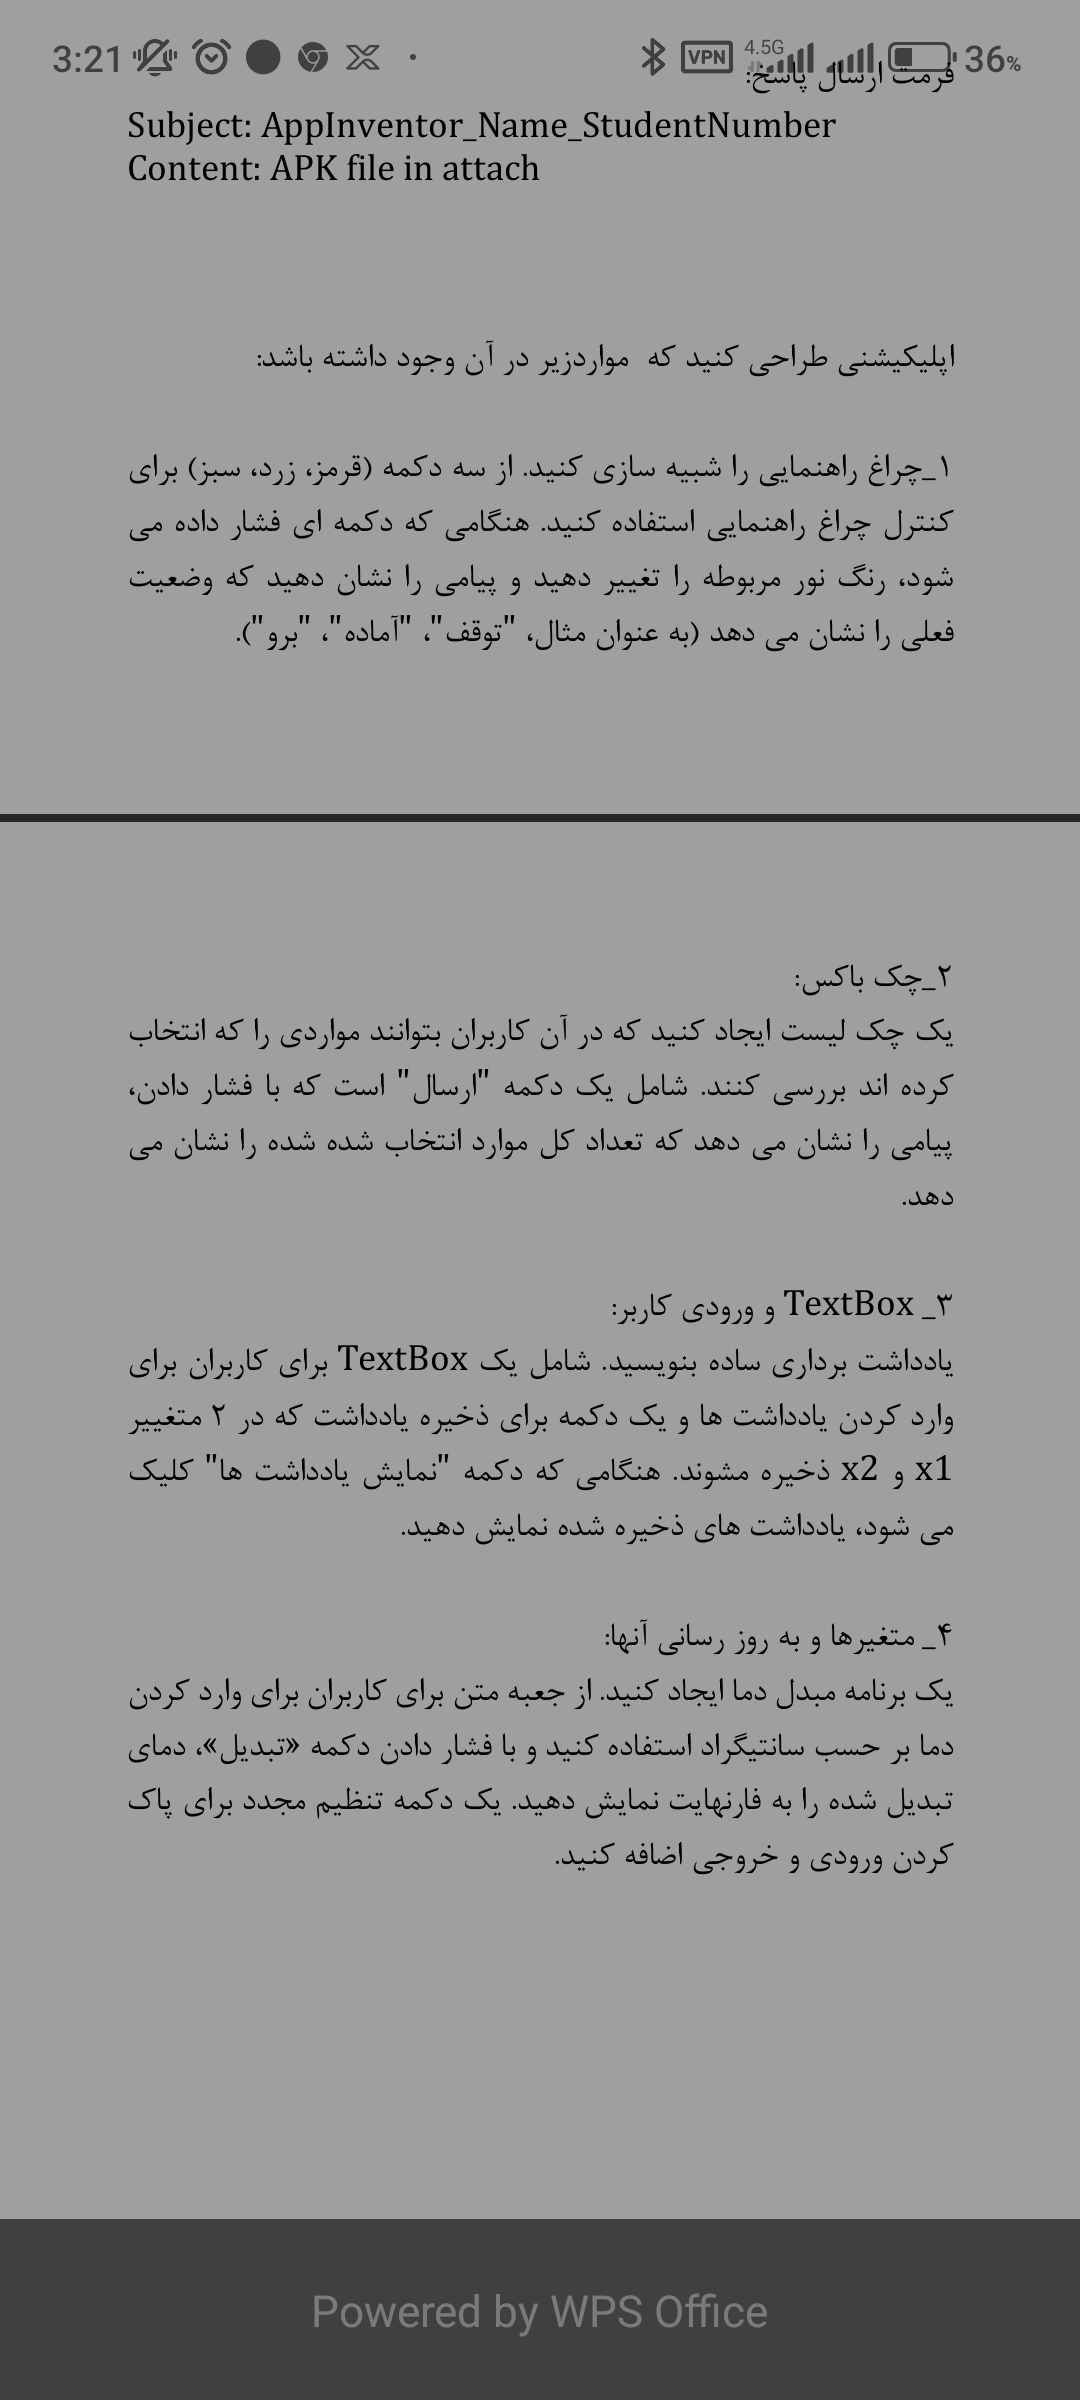 3:21 VPN 4.5G 36%
فرمت ارسال پاسخ:
Subject: AppInventor_Name_StudentNumber
Content: APK file in attach
اپلیکیشنی طراحی کنید که مواردزیر در آن وجود داشته باشد:
۱_چراغ راهنمایی را شبیه سازی کنید. از سه دکمه (قرمز، زرد، سبز) برای
کنترل چراغ راهنمایی استفاده کنید. هنگامی که دکمه ای فشار داده می
شود، رنگ نور مربوطه را تغییر دهید و پیامی را نشان دهید که وضعیت
فعلی را نشان می دهد (به عنوان مثال، "توقف"، "آماده"، "برو").
۲_چک باکس:
یک چک لیست ایجاد کنید که در آن کاربران بتوانند مواردی را که انتخاب
کرده اند بررسی کنند. شامل یک دکمه "ارسال" است که با فشار دادن،
پیامی را نشان می دهد که تعداد کل موارد انتخاب شده شده را نشان می
دهد.
۳_ TextBox و ورودی کاربر:
یادداشت برداری ساده بنویسید. شامل یک TextBox برای کاربران برای
وارد کردن یادداشت ها و یک دکمه برای ذخیره یادداشت که در ۲ متغییر
x1 و x2 ذخیره مشوند. هنگامی که دکمه "نمایش یادداشت ها" کلیک
می شود، یادداشت های ذخیره شده نمایش دهید.
۴_ متغیرها و به روز رسانی آنها:
یک برنامه مبدل دما ایجاد کنید. از جعبه متن برای کاربران برای وارد کردن
دما بر حسب سانتیگراد استفاده کنید و با فشار دادن دکمه «تبدیل»، دمای
تبدیل شده را به فارنهایت نمایش دهید. یک دکمه تنظیم مجدد برای پاک
کردن ورودی و خروجی اضافه کنید.
Powered by WPS Office